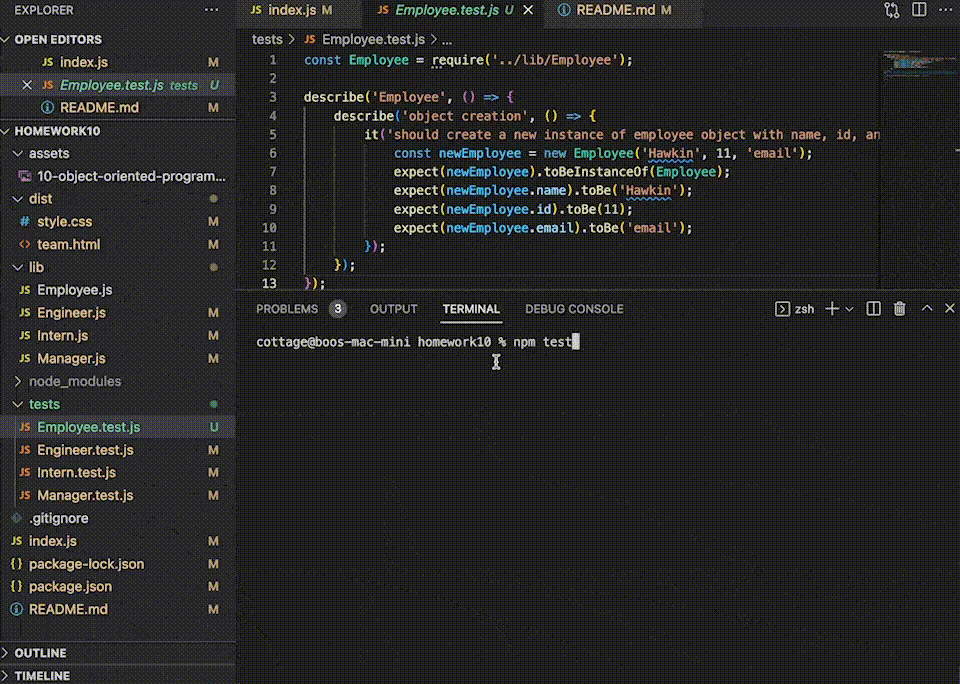 EXPLORER ...
OPEN EDITORS
JS index.js M
JS Employee.test.js tests U
README.md M
HOMEWORK10
assets
10-object-oriented-program...
dist
# style.css M
<> team.html M
lib
JS Employee.js
JS Engineer.js M
JS Intern.js M
JS Manager.js M
node_modules
tests
JS Employee.test.js U
JS Engineer.test.js M
JS Intern.test.js M
JS Manager.test.js M
.gitignore
JS index.js M
{} package-lock.json M
{} package.json M
README.md M
OUTLINE
TIMELINE
JS index.js M JS Employee.test.js U README.md M
tests > JS Employee.test.js > ...
1 const Employee = require('../lib/Employee');
2
3 describe('Employee', () => {
4 describe('object creation', () => {
5 it('should create a new instance of employee object with name, id, an
6 const newEmployee = new Employee('Hawkin', 11, 'email');
7 expect(newEmployee).toBeInstanceOf(Employee);
8 expect(newEmployee.name).toBe('Hawkin');
9 expect(newEmployee.id).toBe(11);
10 expect(newEmployee.email).toBe('email');
11 });
12 });
13 });
PROBLEMS 3 OUTPUT TERMINAL DEBUG CONSOLE zsh
cottage@boos-mac-mini homework10 % npm test